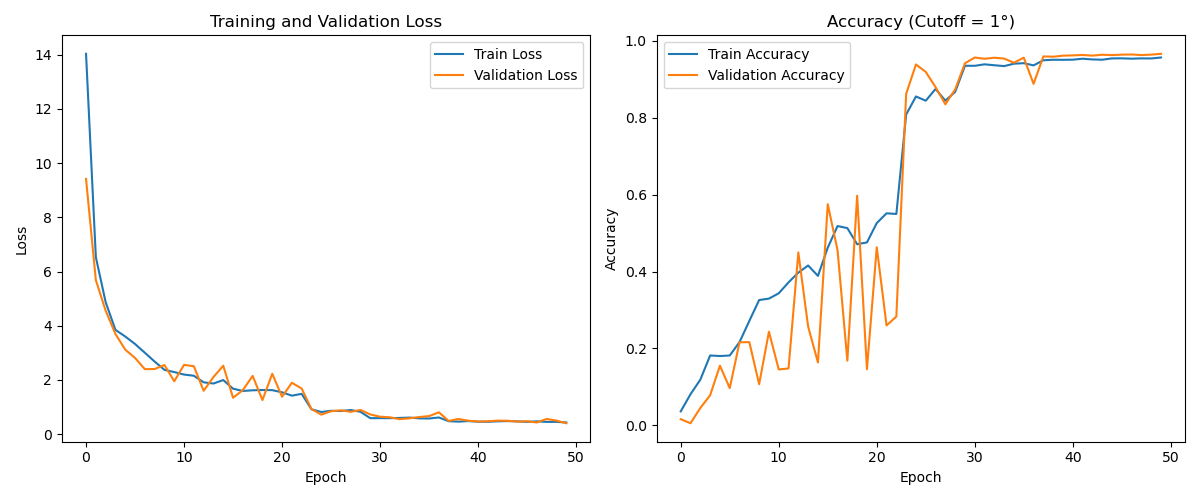 Training and Validation Loss
Train Loss
Validation Loss
14
12
10
8
6
4
2
0
Loss
0
10
20
30
40
50
Epoch
Accuracy (Cutoff = 1°)
Train Accuracy
Validation Accuracy
1.0
0.8
0.6
0.4
0.2
0.0
Accuracy
0
10
20
30
40
50
Epoch